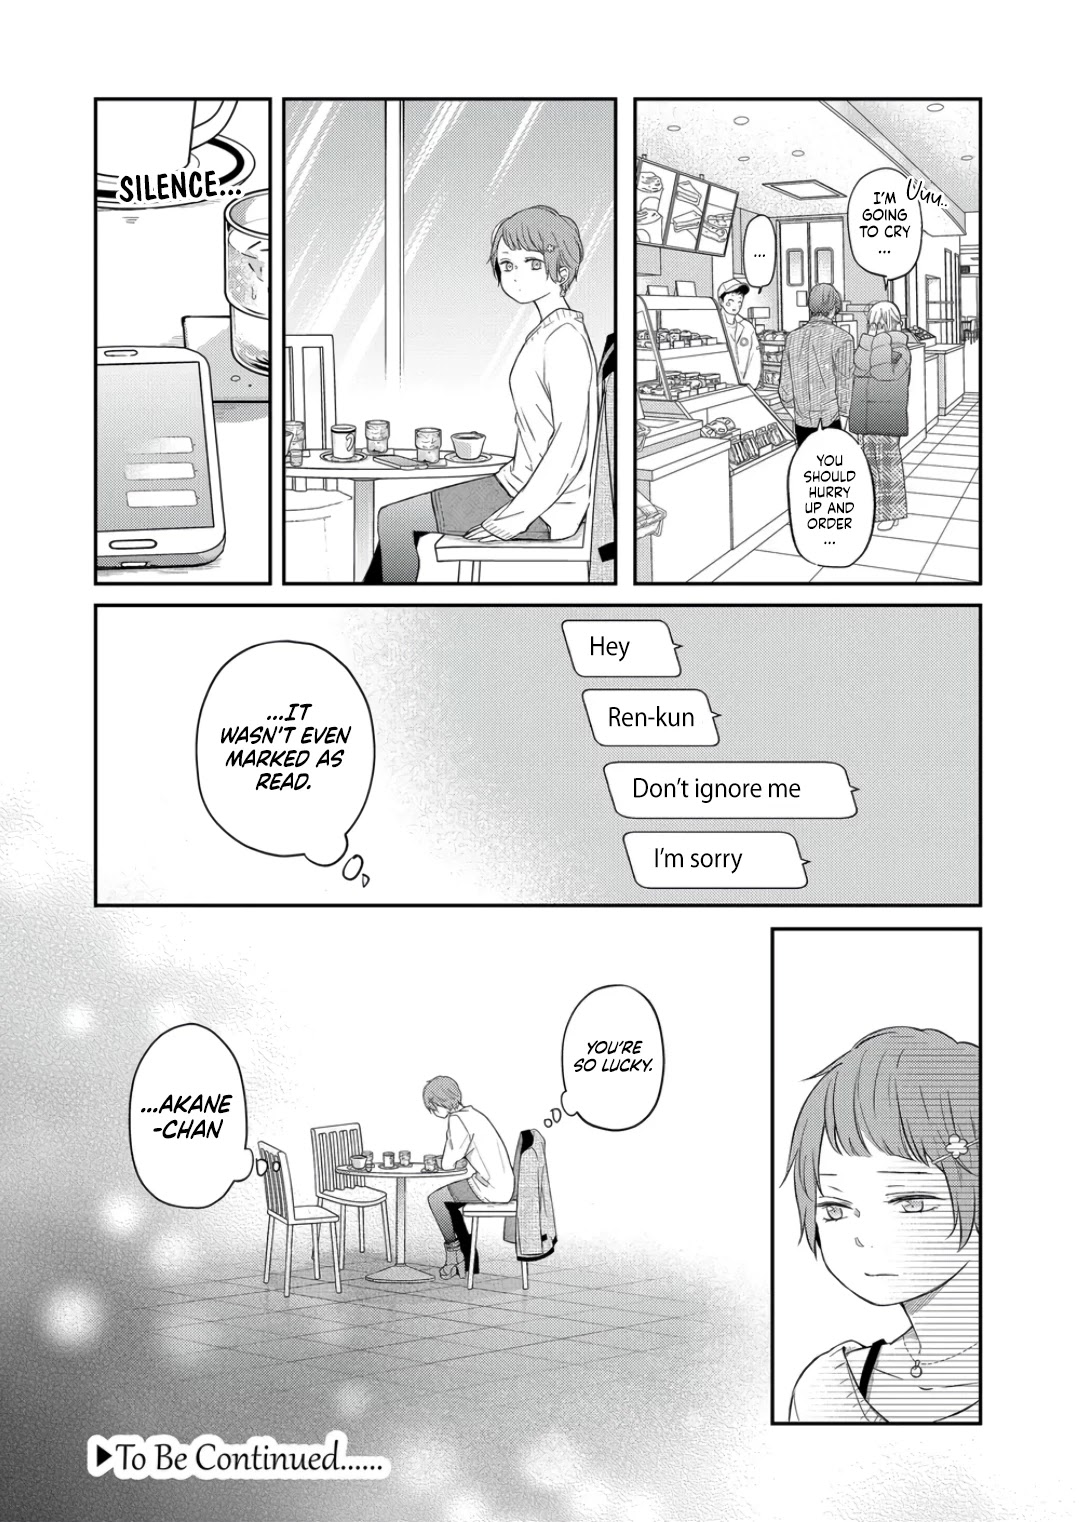 I'M
GOING
TO CRY
...
Uuu..
...
YOU
SHOULD
HURRY
UP AND
ORDER
...
SILENCE...
Hey
Ren-kun
Don't ignore me
I'm sorry
...IT
WASN'T EVEN
MARKED AS
READ.
YOU'RE
SO LUCKY.
...AKANE
-CHAN
▶To Be Continued......